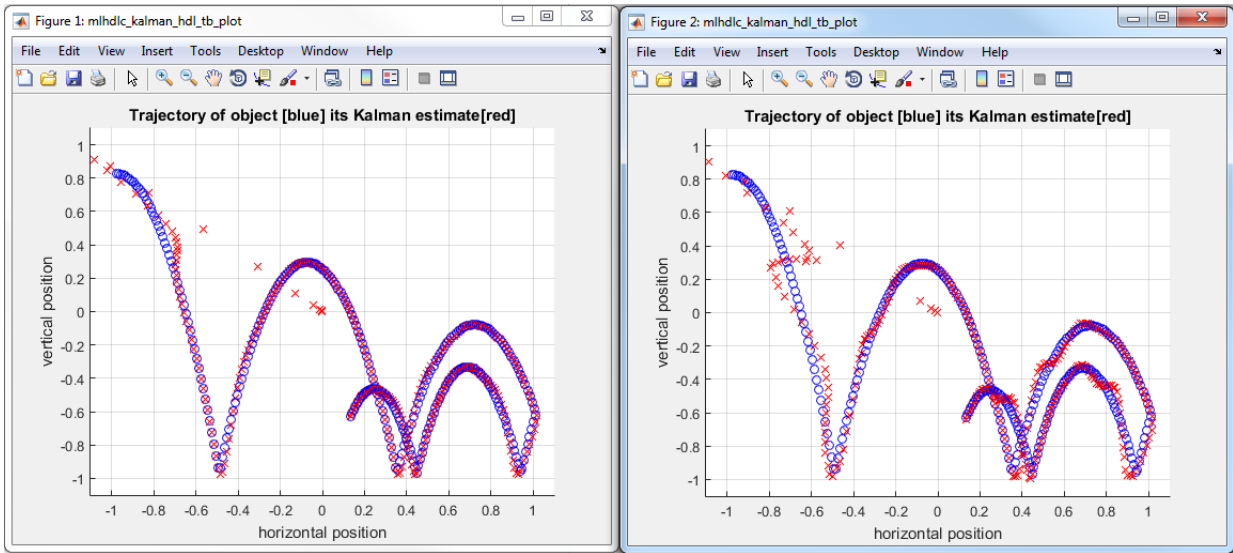 Figure 1: mlhdlc_kalman_hdl_tb_plot
File Edit View Insert Tools Desktop Window Help
Trajectory of object [blue] its Kalman estimate[red]
vertical position
1
0.8
0.6
0.4
0.2
0
-0.2
-0.4
-0.6
-0.8
-1
-1 -0.8 -0.6 -0.4 -0.2 0 0.2 0.4 0.6 0.8 1
horizontal position
Figure 2: mlhdlc_kalman_hdl_tb_plot
File Edit View Insert Tools Desktop Window Help
Trajectory of object [blue] its Kalman estimate[red]
vertical position
1
0.8
0.6
0.4
0.2
0
-0.2
-0.4
-0.6
-0.8
-1
-1 -0.8 -0.6 -0.4 -0.2 0 0.2 0.4 0.6 0.8 1
horizontal position